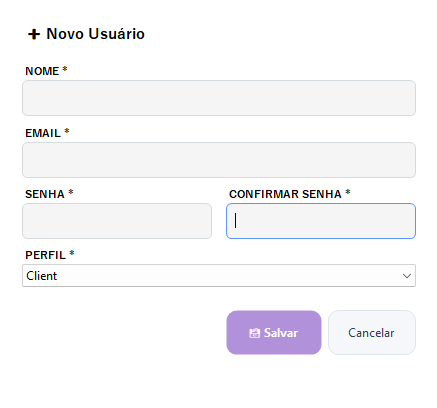 + Novo Usuário
NOME *
EMAIL *
SENHA * CONFIRMAR SENHA *
PERFIL *
Client
Salvar Cancelar